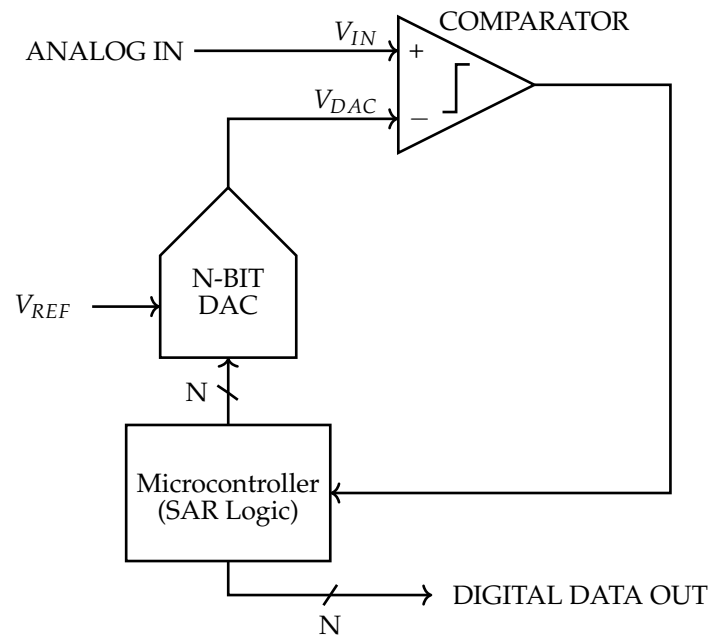 COMPARATOR
ANALOG IN
V_IN
+
V_DAC
−
N-BIT
DAC
V_REF
N
Microcontroller
(SAR Logic)
DIGITAL DATA OUT
N